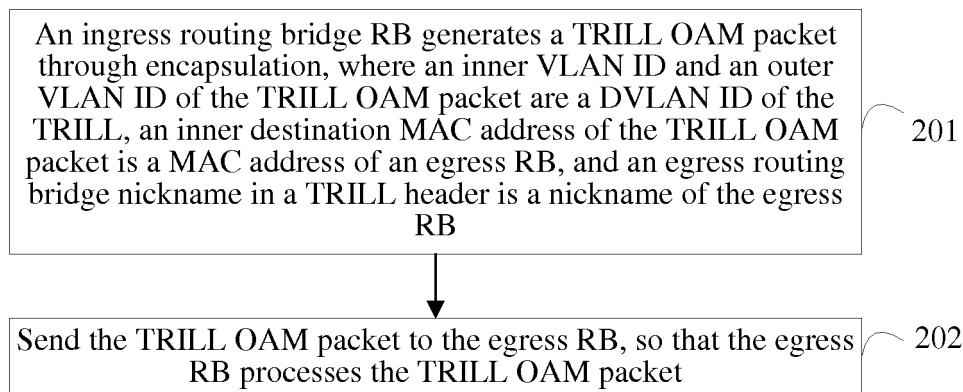 An ingress routing bridge RB generates a TRILL OAM packet
through encapsulation, where an inner VLAN ID and an outer
VLAN ID of the TRILL OAM packet are a DVLAN ID of the
TRILL, an inner destination MAC address of the TRILL OAM
packet is a MAC address of an egress RB, and an egress routing
bridge nickname in a TRILL header is a nickname of the egress
RB
201
Send the TRILL OAM packet to the egress RB, so that the egress
RB processes the TRILL OAM packet
202